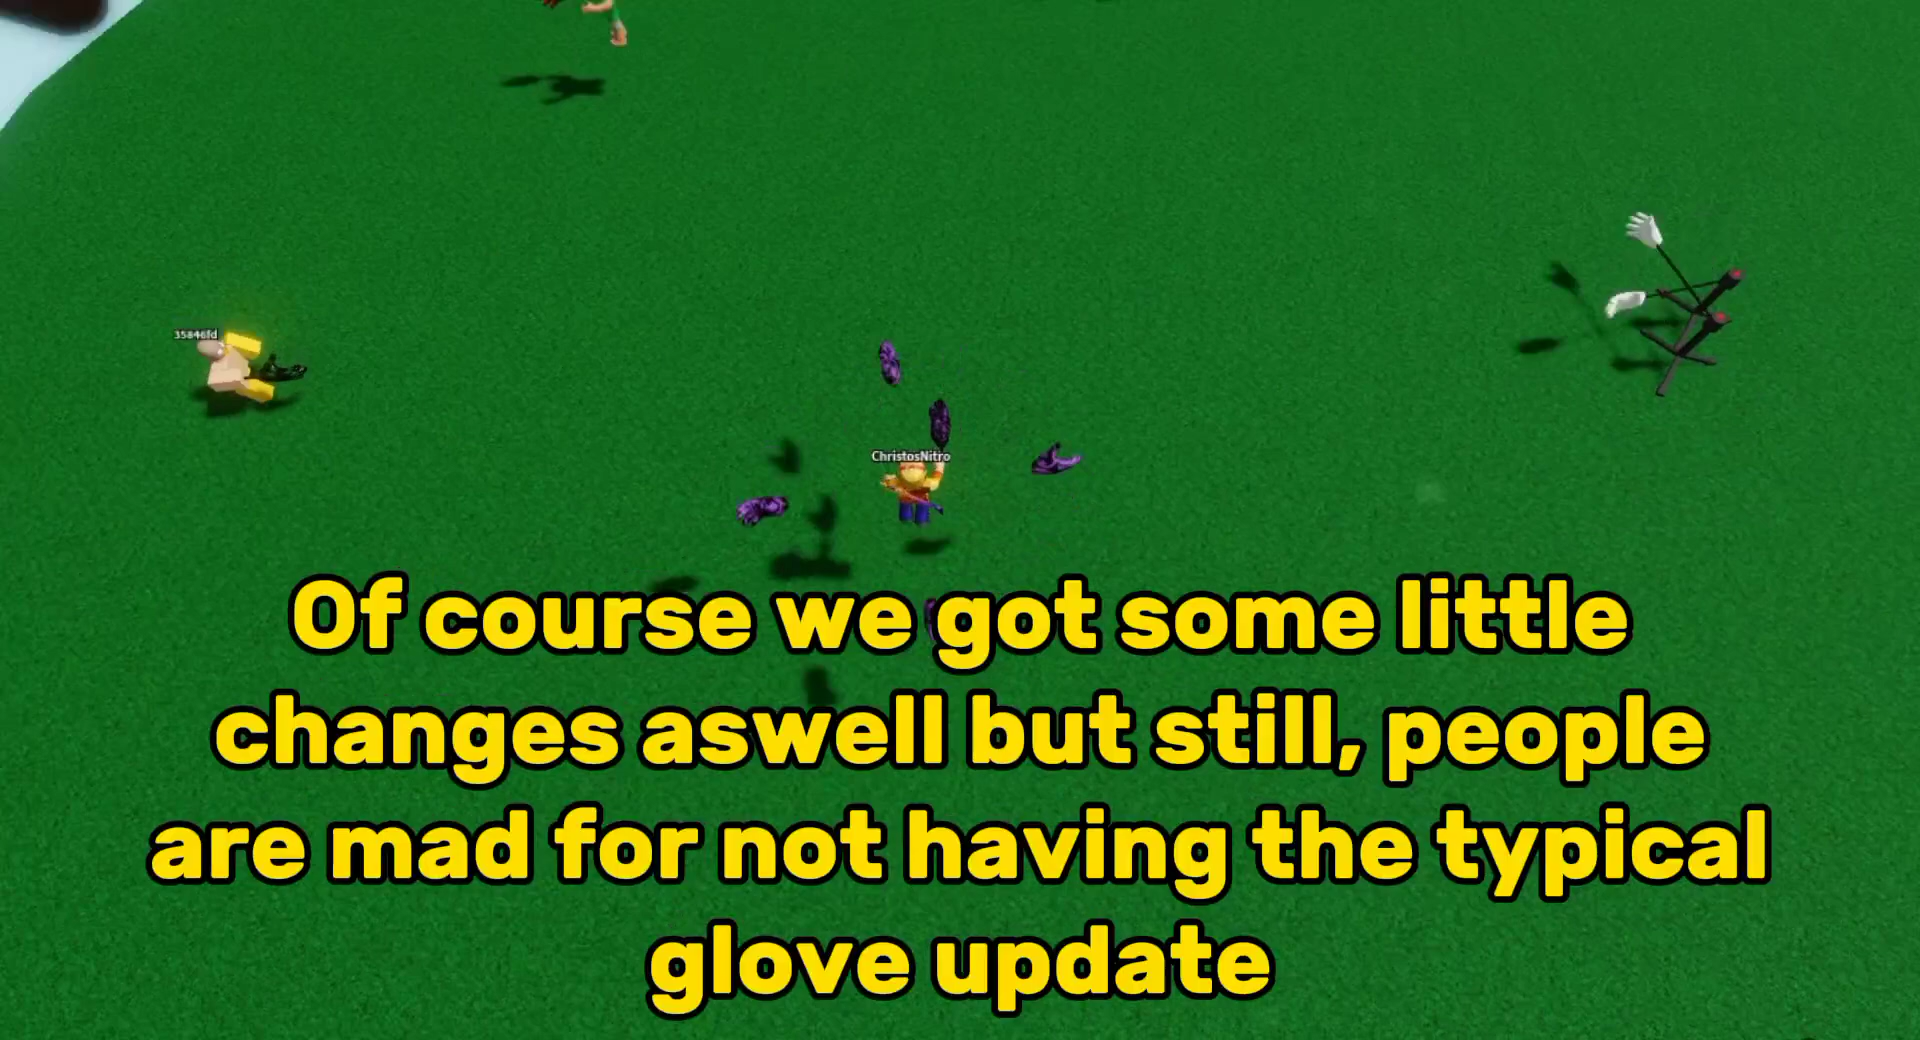 35846fd
ChristosNitro
Of course we got some little
changes aswell but still, people
are mad for not having the typical
glove update